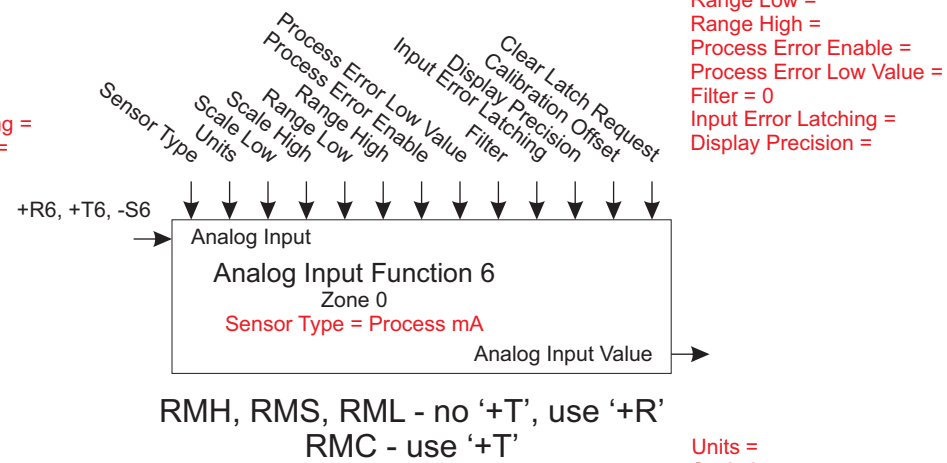 Range Low =
Range High =
Process Error Enable =
Process Error Low Value =
Filter = 0
Input Error Latching =
Display Precision =
ng =
=
Sensor Type
Units
Scale Low
Scale High
Range Low
Range High
Process Error Enable
Process Error Low Value
Filter
Input Error Latching
Display Precision
Calibration Offset
Clear Latch Request
+R6, +T6, -S6
Analog Input
Analog Input Function 6
Zone 0
Sensor Type = Process mA
Analog Input Value
RMH, RMS, RML - no ‘+T’, use ‘+R’
RMC - use ‘+T’
Units =